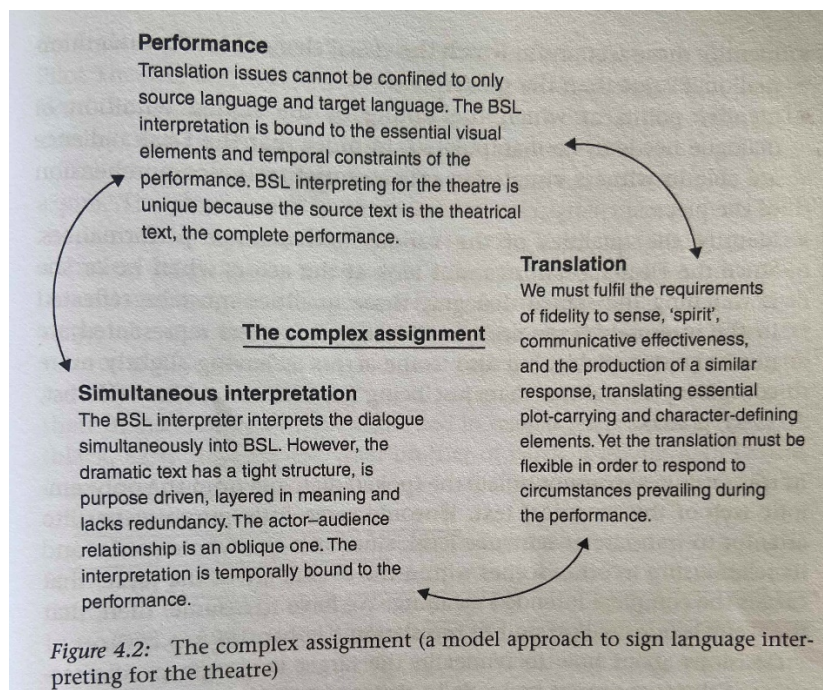 Performance
Translation issues cannot be confined to only
source language and target language. The BSL
interpretation is bound to the essential visual
elements and temporal constraints of the
performance. BSL interpreting for the theatre is
unique because the source text is the theatrical
text, the complete performance.
Translation
We must fulfil the requirements
of fidelity to sense, 'spirit',
communicative effectiveness,
and the production of a similar
response, translating essential
plot-carrying and character-defining
elements. Yet the translation must be
flexible in order to respond to
circumstances prevailing during
the performance.
The complex assignment
Simultaneous interpretation
The BSL interpreter interprets the dialogue
simultaneously into BSL. However, the
dramatic text has a tight structure, is
purpose driven, layered in meaning and
lacks redundancy. The actor–audience
relationship is an oblique one. The
interpretation is temporally bound to the
performance.
Figure 4.2: The complex assignment (a model approach to sign language inter-
preting for the theatre)